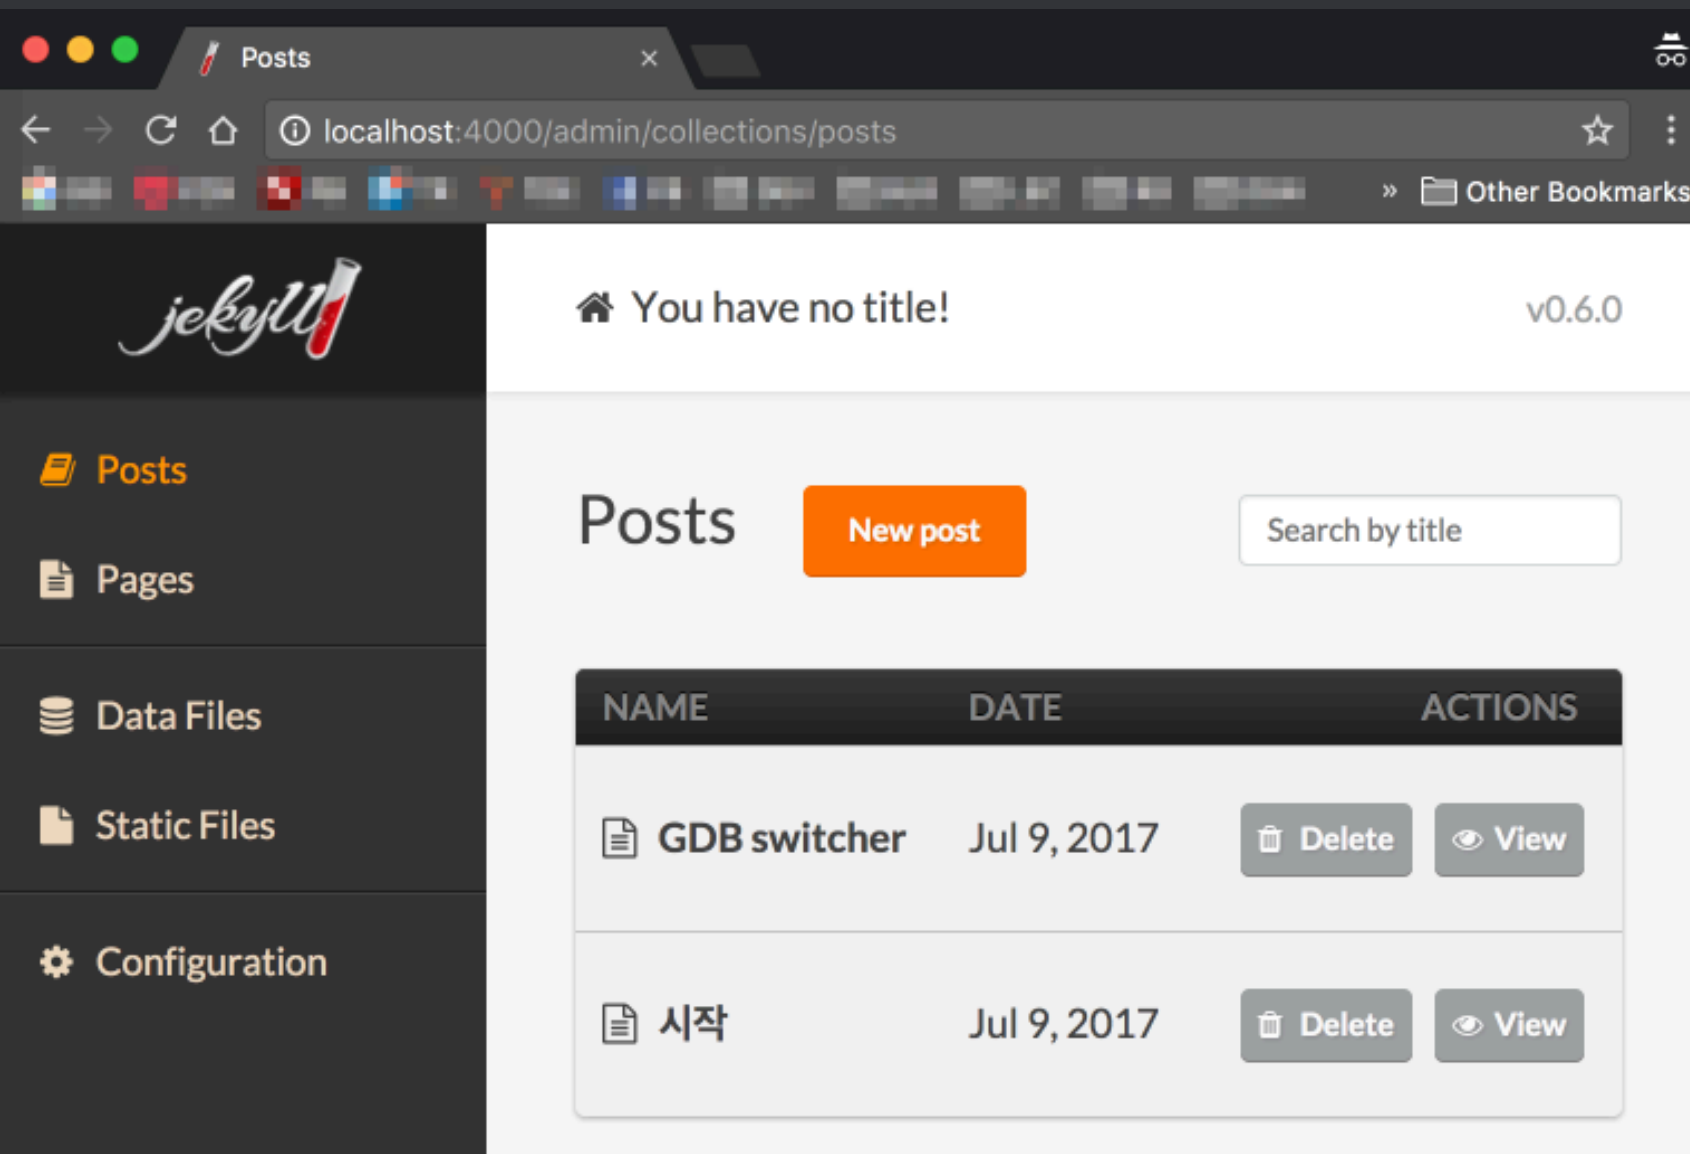 Posts
localhost:4000/admin/collections/posts
» Other Bookmarks
jekyll
You have no title!
v0.6.0
Posts
Pages
Data Files
Static Files
Configuration
Posts
New post
Search by title
NAME DATE ACTIONS
GDB switcher Jul 9, 2017 Delete View
시작 Jul 9, 2017 Delete View